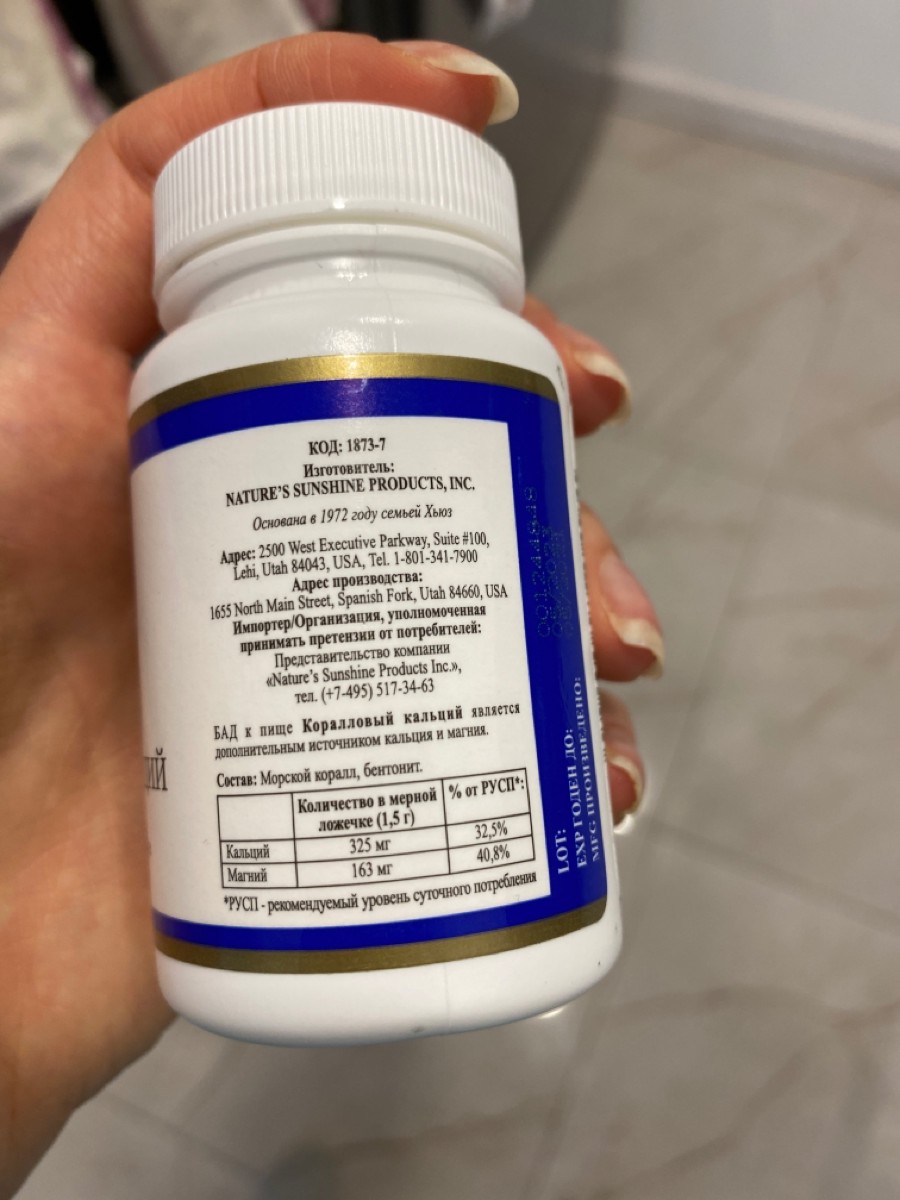 КОД: 1873-7
Изготовитель:
NATURE'S SUNSHINE PRODUCTS, INC.
Основана в 1972 году семьей Хьюз
Адрес: 2500 West Executive Parkway, Suite #100,
Lehi, Utah 84043, USA, Tel. 1-801-341-7900
Адрес производства:
1655 North Main Street, Spanish Fork, Utah 84660, USA
Импортер/Организация, уполномоченная
принимать претензии от потребителей:
Представительство компании
«Nature's Sunshine Products Inc.»,
тел. (+7-495) 517-34-63
БАД к пище Коралловый кальций является
дополнительным источником кальция и магния.
Состав: Морской коралл, бентонит.
Количество в мерной ложечке (1,5 г) % от РУСП*:
Кальций 325 мг 32,5%
Магний 163 мг 40,8%
*РУСП - рекомендуемый уровень суточного потребления
LOT:
EXP ГОДЕН ДО:
MFG ПРОИЗВЕДЕНО: